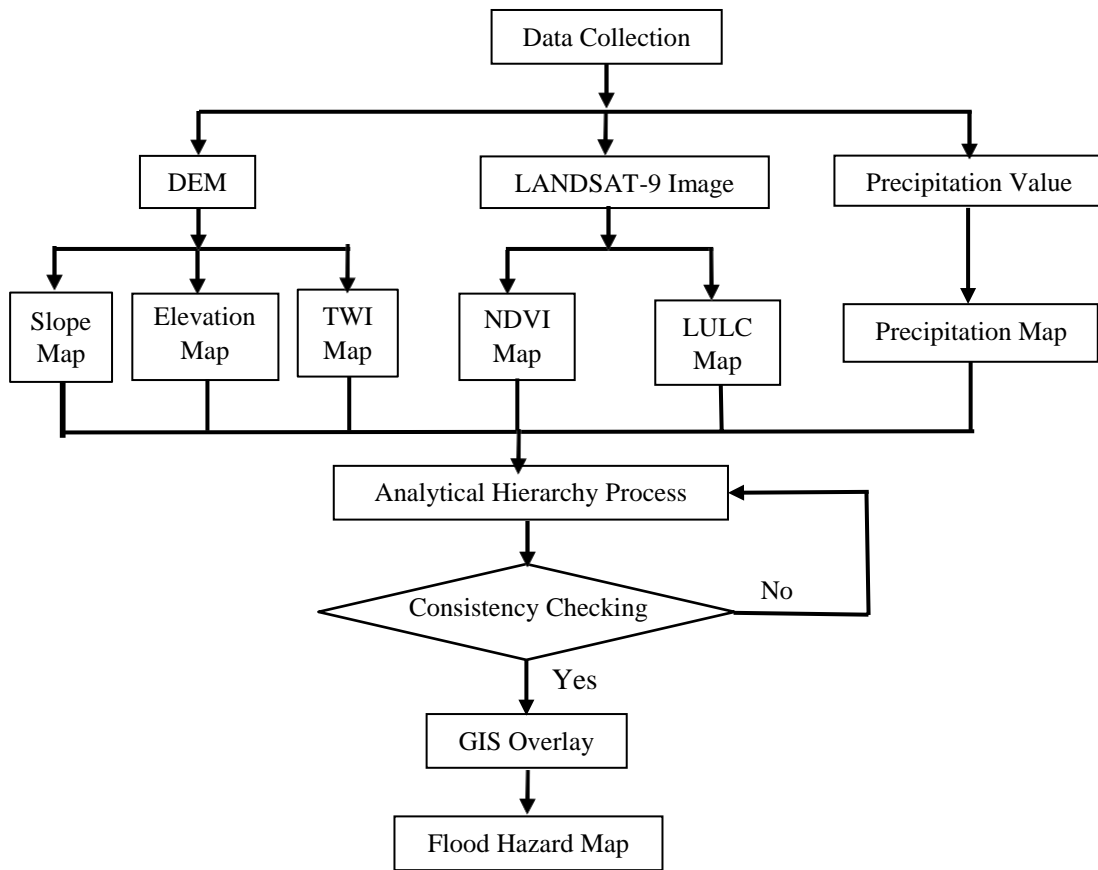 Data Collection
DEM
LANDSAT-9 Image
Precipitation Value
Slope
Map
Elevation
Map
TWI
Map
NDVI
Map
LULC
Map
Precipitation Map
Analytical Hierarchy Process
Consistency Checking
No
Yes
GIS Overlay
Flood Hazard Map